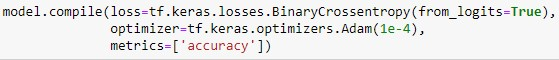 model.compile(loss=tf.keras.losses.BinaryCrossentropy(from_logits=True),
              optimizer=tf.keras.optimizers.Adam(1e-4),
              metrics=['accuracy'])